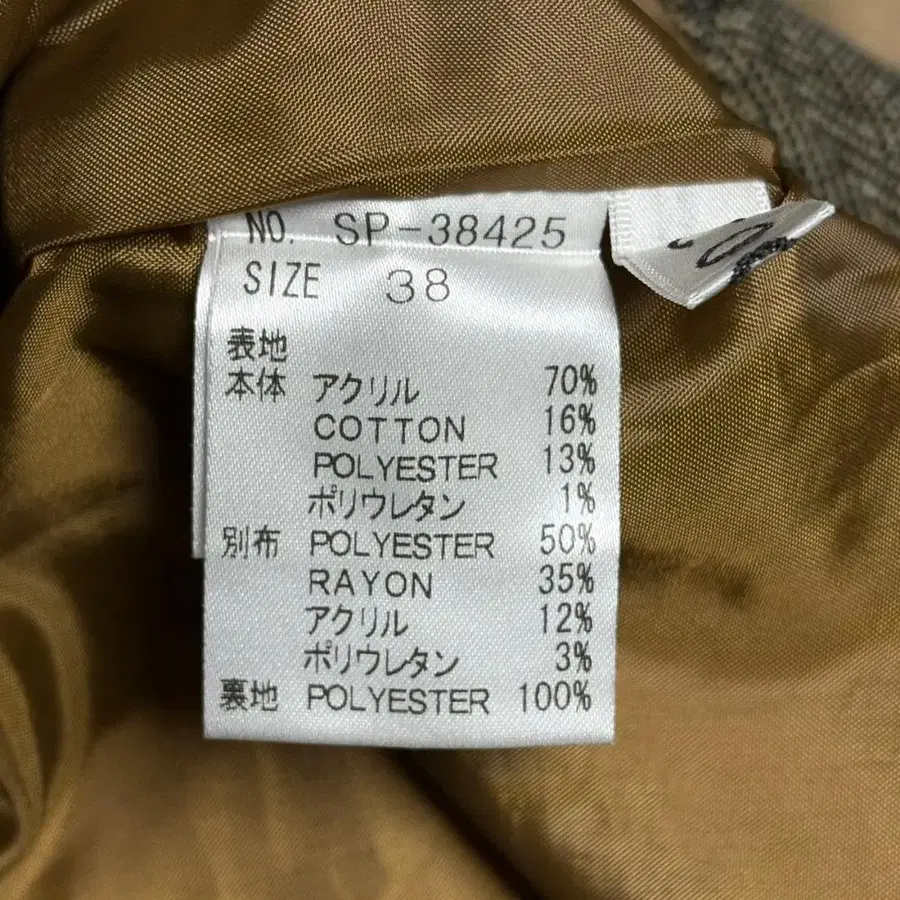 NO. SP-38425
SIZE 38
表地
本体 アクリル 70%
COTTON 16%
POLYESTER 13%
ポリウレタン 1%
別布 POLYESTER 50%
RAYON 35%
アクリル 12%
ポリウレタン 3%
裏地 POLYESTER 100%